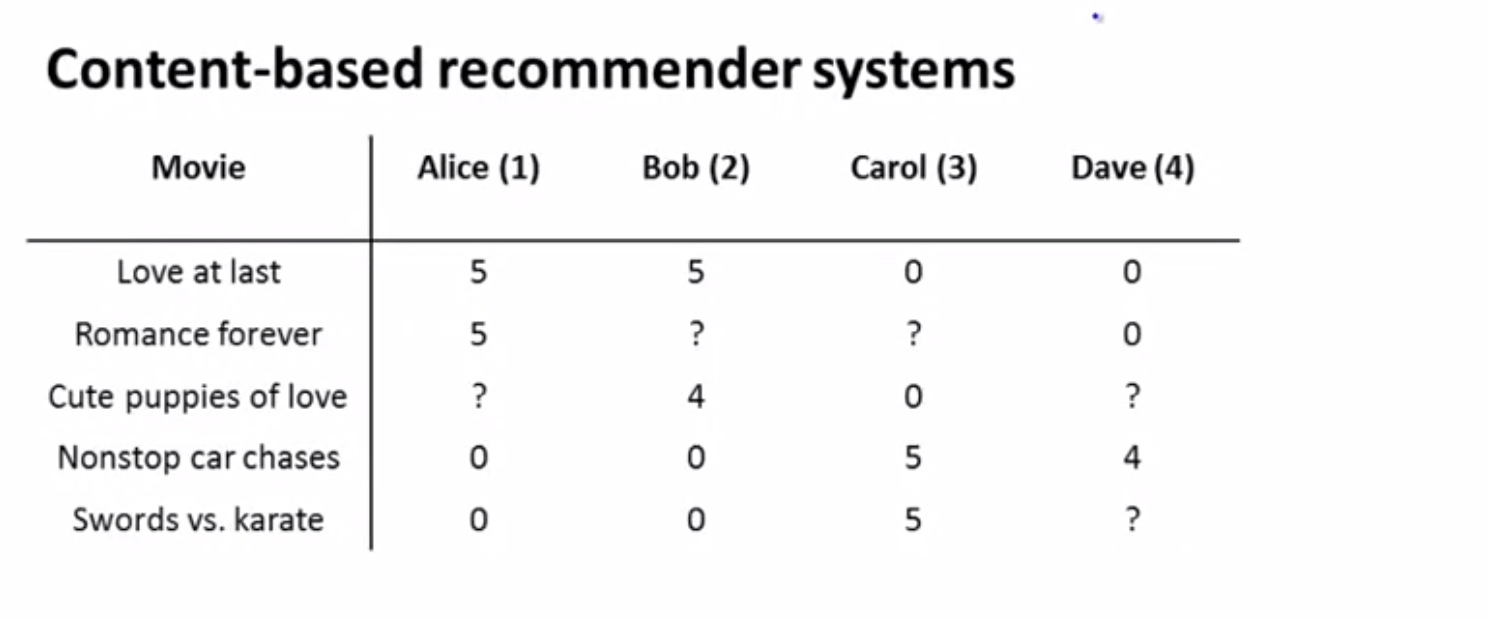 Content-based recommender systems
Movie Alice (1) Bob (2) Carol (3) Dave (4)
Love at last 5 5 0 0
Romance forever 5 ? ? 0
Cute puppies of love ? 4 0 ?
Nonstop car chases 0 0 5 4
Swords vs. karate 0 0 5 ?